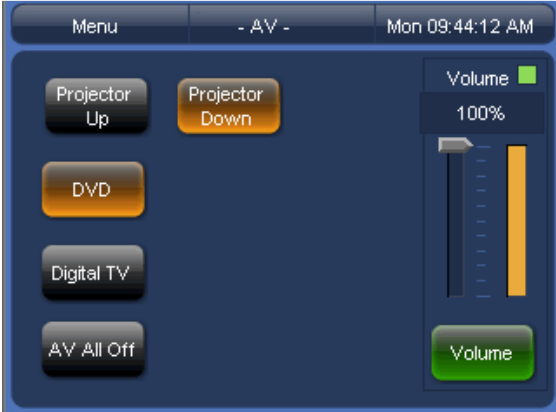 Menu
- AV -
Mon 09:44:12 AM
Projector
Up
Projector
Down
Volume
100%
DVD
Digital TV
AV All Off
Volume